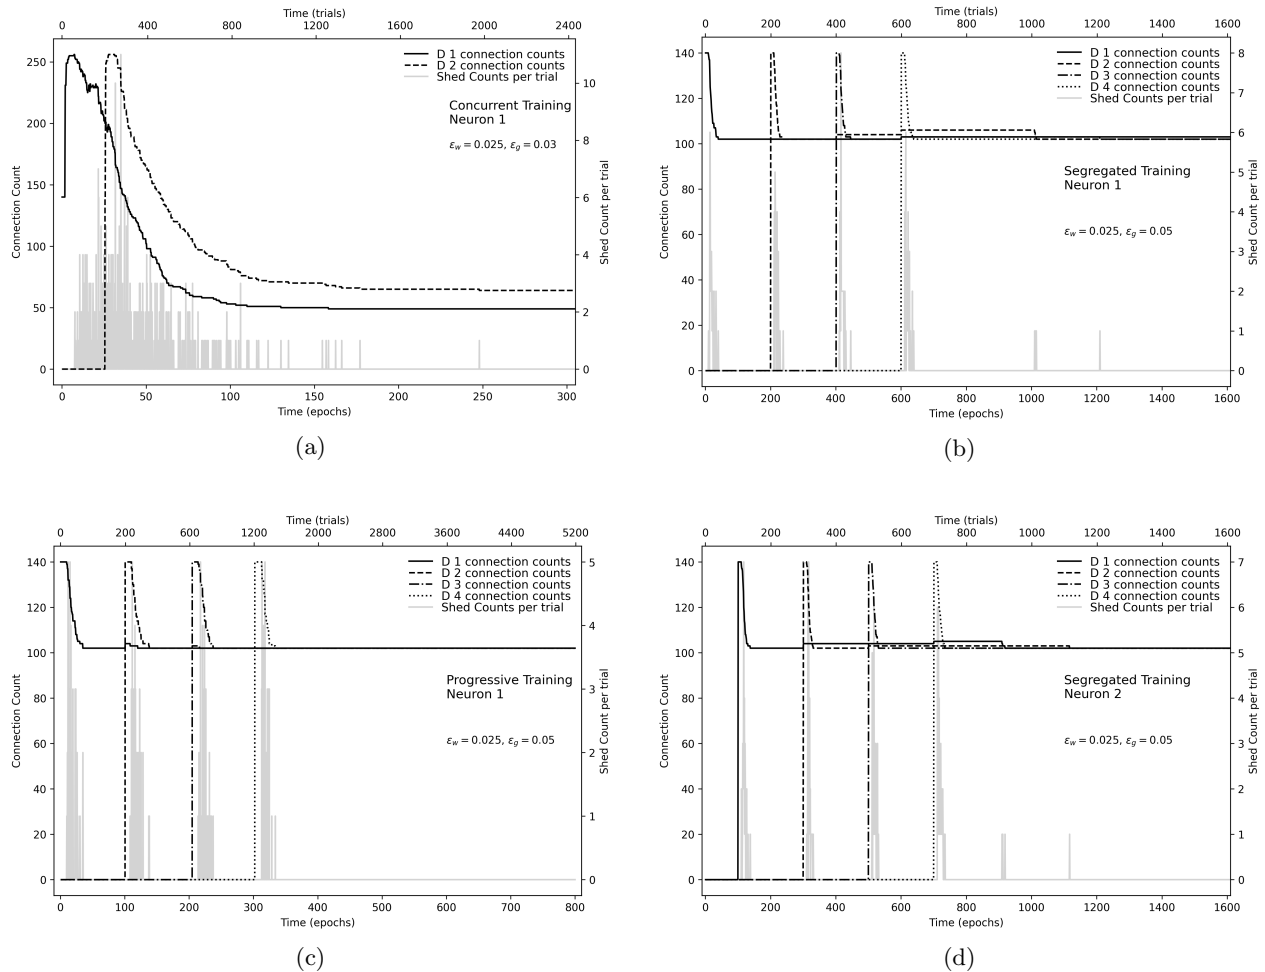 Time (trials)
0 400 800 1200 1600 2000 2400
250
200
150
100
50
0
Connection Count
D 1 connection counts
D 2 connection counts
Shed Counts per trial
Concurrent Training
Neuron 1
ε_w = 0.025, ε_g = 0.03
10
8
6
4
2
0
Shed Count per trial
0 50 100 150 200 250 300
Time (epochs)
(a)
Time (trials)
0 200 400 600 800 1000 1200 1400 1600
140
120
100
80
60
40
20
0
Connection Count
D 1 connection counts
D 2 connection counts
D 3 connection counts
D 4 connection counts
Shed Counts per trial
Segregated Training
Neuron 1
ε_w = 0.025, ε_g = 0.05
8
7
6
5
4
3
2
1
0
Shed Count per trial
0 200 400 600 800 1000 1200 1400 1600
Time (epochs)
(b)
Time (trials)
0 200 600 1200 2000 2800 3600 4400 5200
140
120
100
80
60
40
20
0
Connection Count
D 1 connection counts
D 2 connection counts
D 3 connection counts
D 4 connection counts
Shed Counts per trial
Progressive Training
Neuron 1
ε_w = 0.025, ε_g = 0.05
5
4
3
2
1
0
Shed Count per trial
0 100 200 300 400 500 600 700 800
Time (epochs)
(c)
Time (trials)
0 200 400 600 800 1000 1200 1400 1600
140
120
100
80
60
40
20
0
Connection Count
D 1 connection counts
D 2 connection counts
D 3 connection counts
D 4 connection counts
Shed Counts per trial
Segregated Training
Neuron 2
ε_w = 0.025, ε_g = 0.05
7
6
5
4
3
2
1
0
Shed Count per trial
0 200 400 600 800 1000 1200 1400 1600
Time (epochs)
(d)